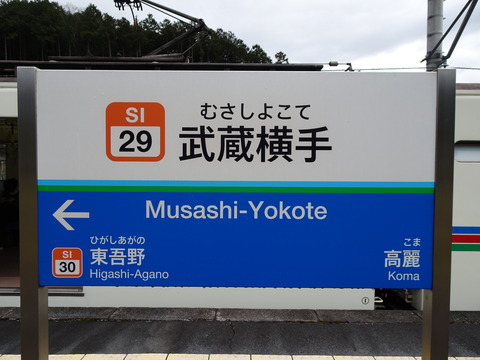 SI
29
むさしよこて
武蔵横手
Musashi-Yokote
←
SI
30
ひがしあがの
東吾野
Higashi-Agano
こま
高麗
Koma
①